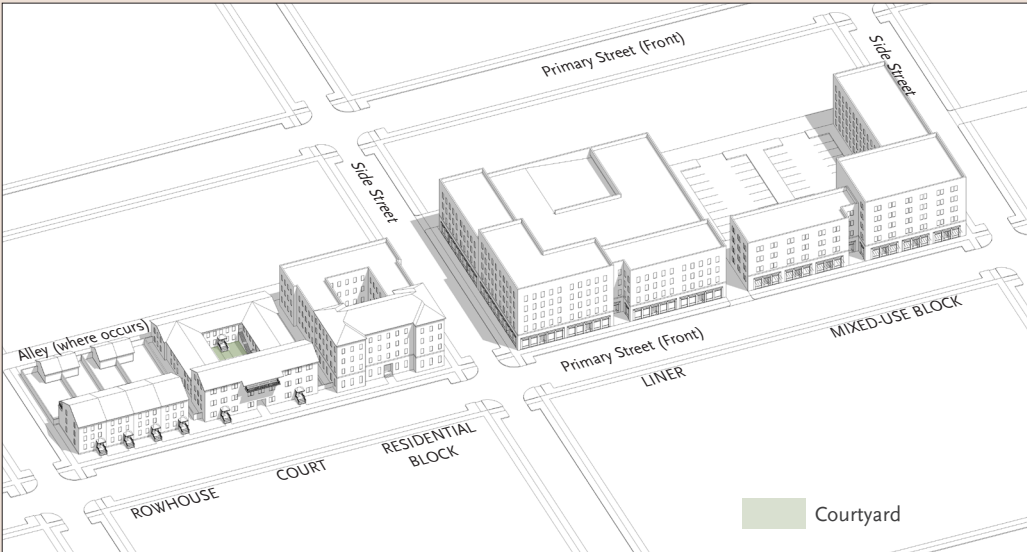 Primary Street (Front)
Side Street
Side Street
Alley (where occurs)
Primary Street (Front)
MIXED-USE BLOCK
LINER
RESIDENTIAL
BLOCK
COURT
ROWHOUSE
Courtyard